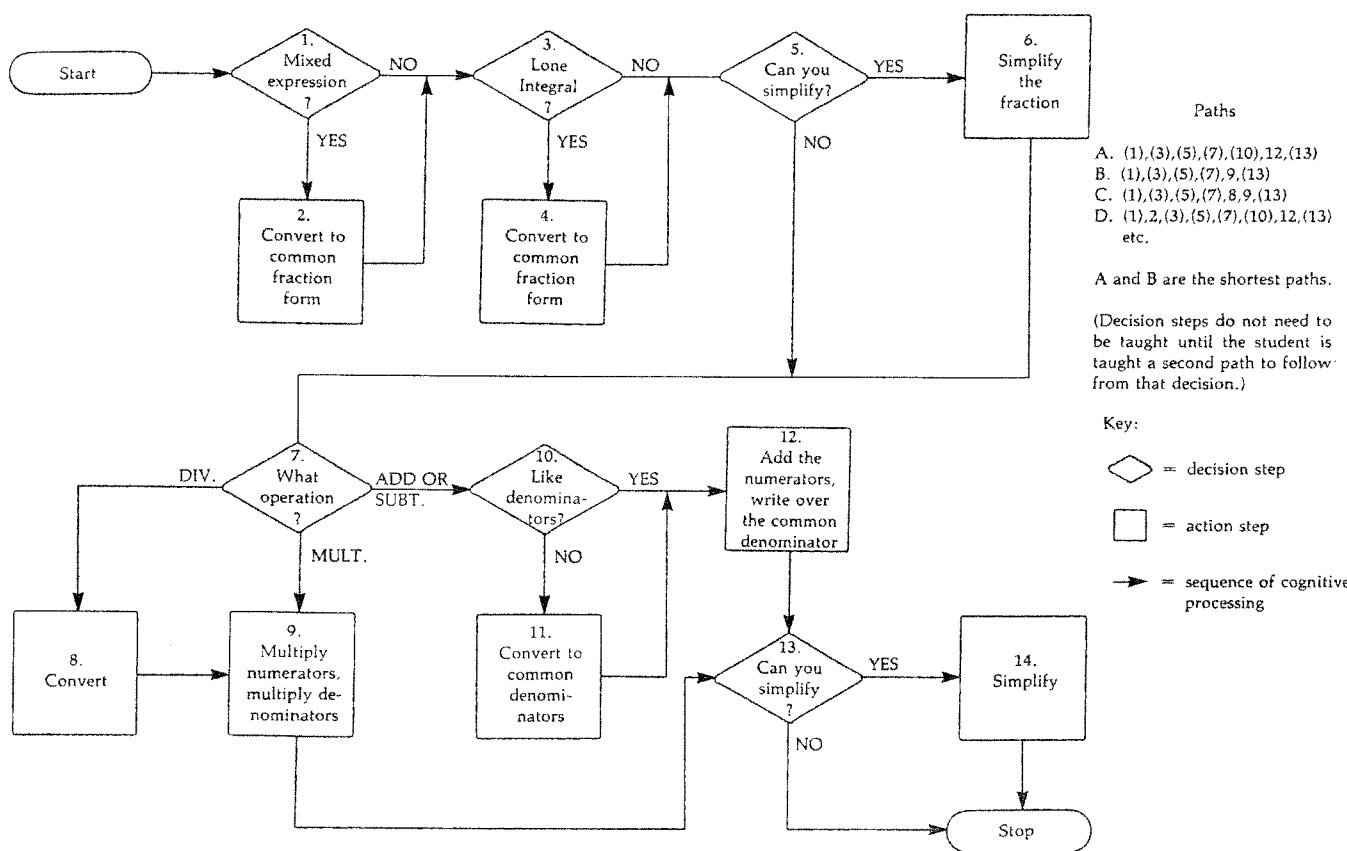 Start
1.
Mixed
expression
?
NO
YES
2.
Convert to
common
fraction
form
3.
Lone
Integral
?
NO
YES
4.
Convert to
common
fraction
form
5.
Can you
simplify?
YES
NO
6.
Simplify
the
fraction
Paths
A. (1),(3),(5),(7),(10),12,(13)
B. (1),(3),(5),(7),9,(13)
C. (1),(3),(5),(7),8,9,(13)
D. (1),2,(3),(5),(7),(10),12,(13)
etc.
A and B are the shortest paths.
(Decision steps do not need to
be taught until the student is
taught a second path to follow
from that decision.)
Key:
= decision step
= action step
= sequence of cognitive
processing
7.
What
operation
?
DIV.
ADD OR
SUBT.
MULT.
8.
Convert
9.
Multiply
numerators,
multiply de-
nominators
10.
Like
denomina-
tors?
YES
NO
11.
Convert to
common
denomi-
nators
12.
Add the
numerators,
write over
the common
denominator
13.
Can you
simplify
?
YES
NO
14.
Simplify
Stop